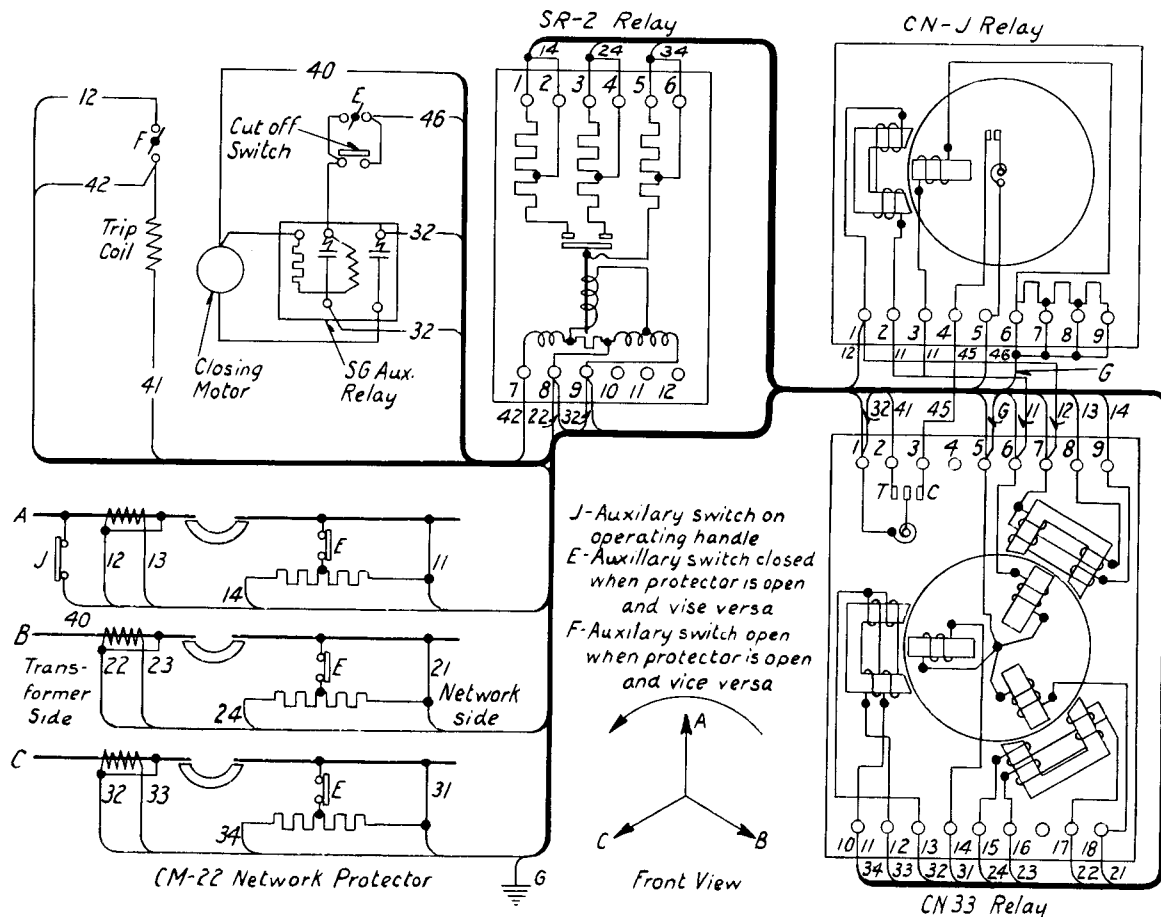 SR-2 Relay
CN-J Relay
14 24 34
40
1 2 3 4 5 6
12
E
46
F
Cut off
Switch
42
Trip
Coil
32
32
1 2 3 4 5 6 7 8 9
12 11 11 45 46
G
Closing
Motor
SG Aux.
Relay
7 8 9 10 11 12
41
42 22 32
32 41 45 G 11 12 13 14
1 2 3 4 5 6 7 8 9
T C
A
J
12 13
E
11
14
40
J-Auxilary switch on
operating handle
E-Auxillary switch closed
when protector is open
and vise versa
F-Auxilary switch open
when protector is open
and vice versa
B
22 23
E
21
Trans-
former
Side
24
Network
side
A
C
B
C
32 33
E
31
34
G
CM-22 Network Protector
Front View
10 11 12 13 14 15 16 17 18
34 33 32 31 24 23 22 21
CN33 Relay